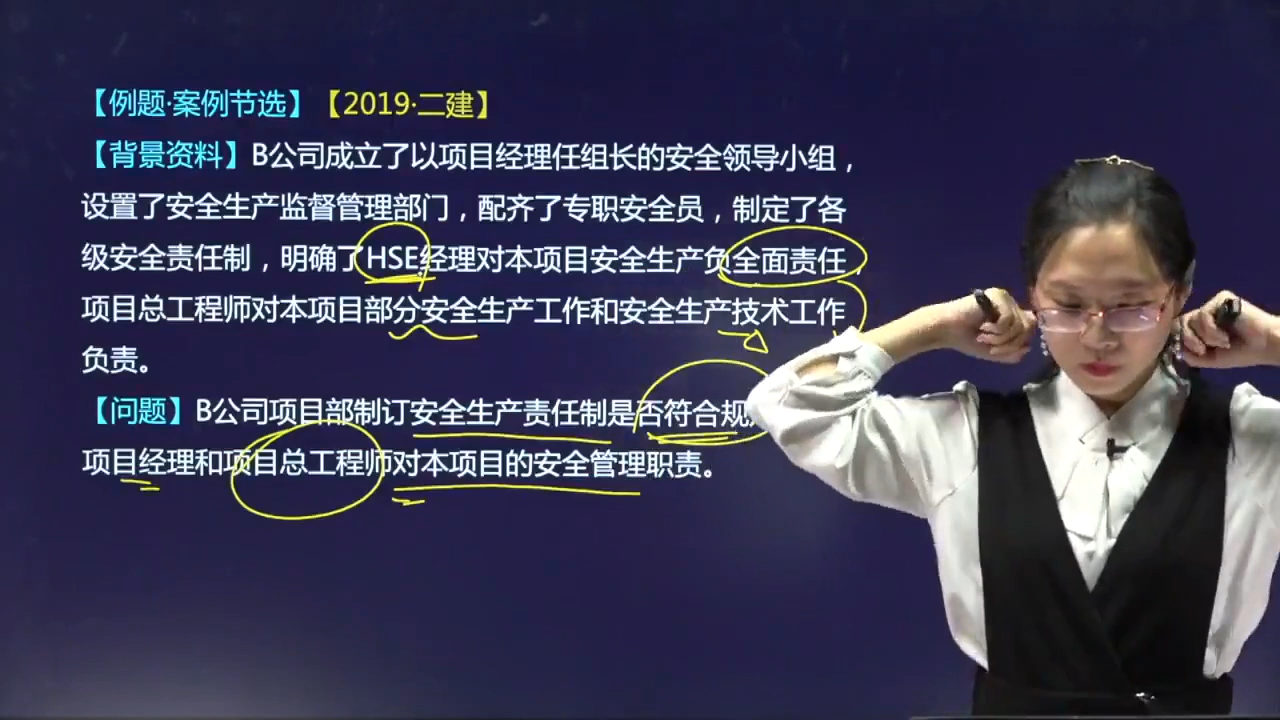 【例题·案例节选】【2019·二建】
【背景资料】B公司成立了以项目经理任组长的安全领导小组，
设置了安全生产监督管理部门，配齐了专职安全员，制定了各
级安全责任制，明确了HSE经理对本项目安全生产负全面责任，
项目总工程师对本项目部分安全生产工作和安全生产技术工作
负责。
【问题】B公司项目部制订安全生产责任制是否符合规
项目经理和项目总工程师对本项目的安全管理职责。